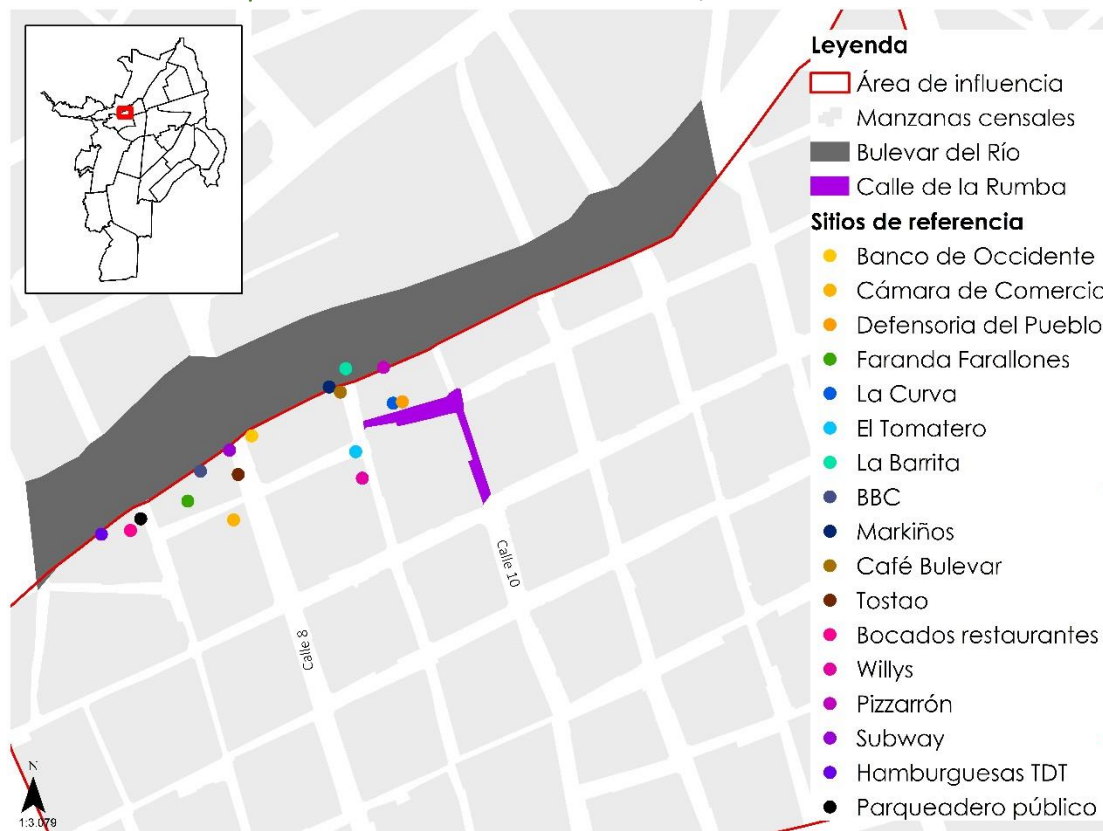 Leyenda
Área de influencia
Manzanas censales
Bulevar del Río
Calle de la Rumba
Sitios de referencia
Banco de Occidente
Cámara de Comercio
Defensoria del Pueblo
Faranda Farallones
La Curva
El Tomatero
La Barrita
BBC
Markiños
Café Bulevar
Tostao
Bocados restaurantes
Willys
Pizzarrón
Subway
Hamburguesas TDT
Parqueadero público
Calle 10
Calle 8
N
1:3.079